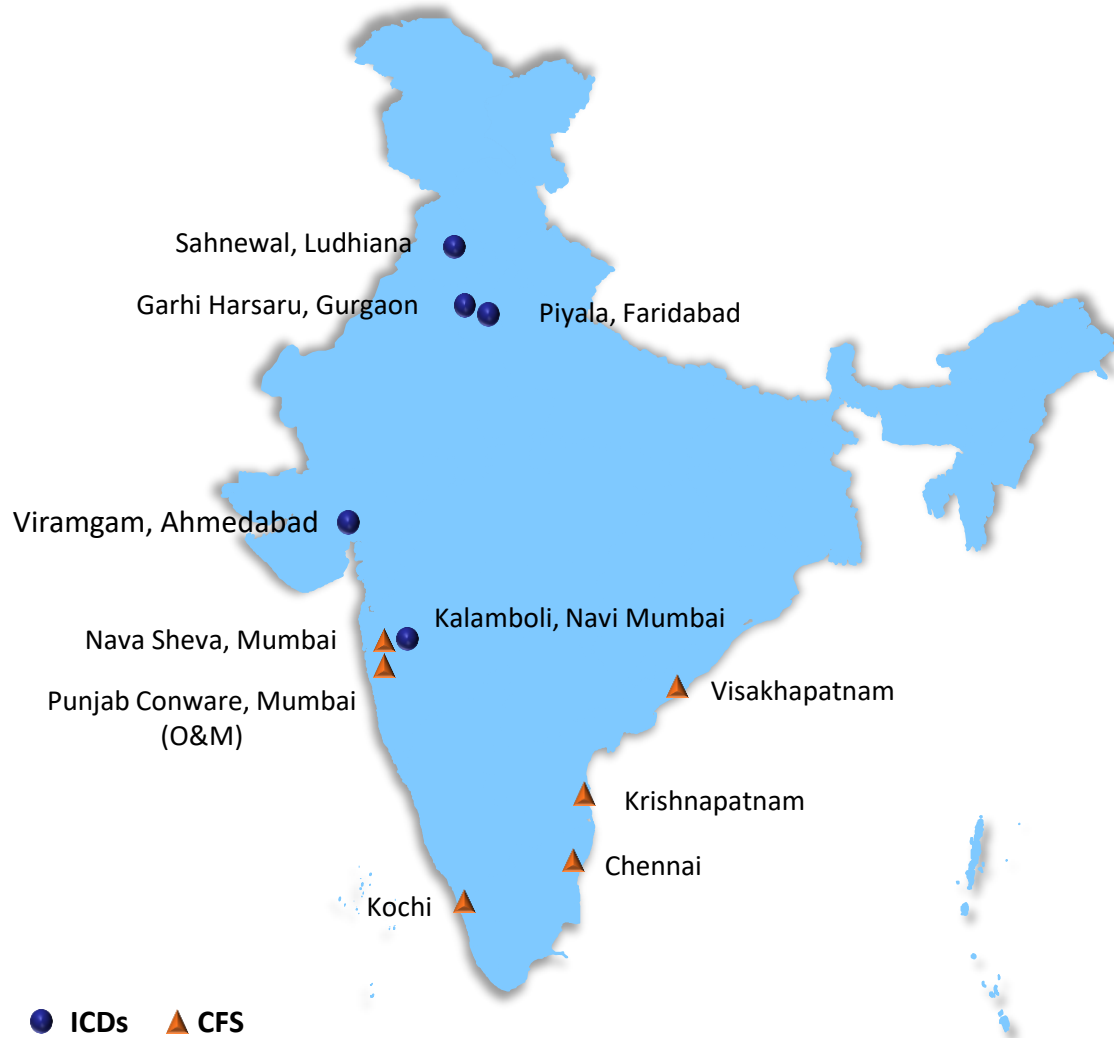 Sahnewal, Ludhiana
Garhi Harsaru, Gurgaon
Piyala, Faridabad
Viramgam, Ahmedabad
Kalamboli, Navi Mumbai
Nava Sheva, Mumbai
Punjab Conware, Mumbai
(O&M)
Visakhapatnam
Krishnapatnam
Chennai
Kochi
ICDs
CFS